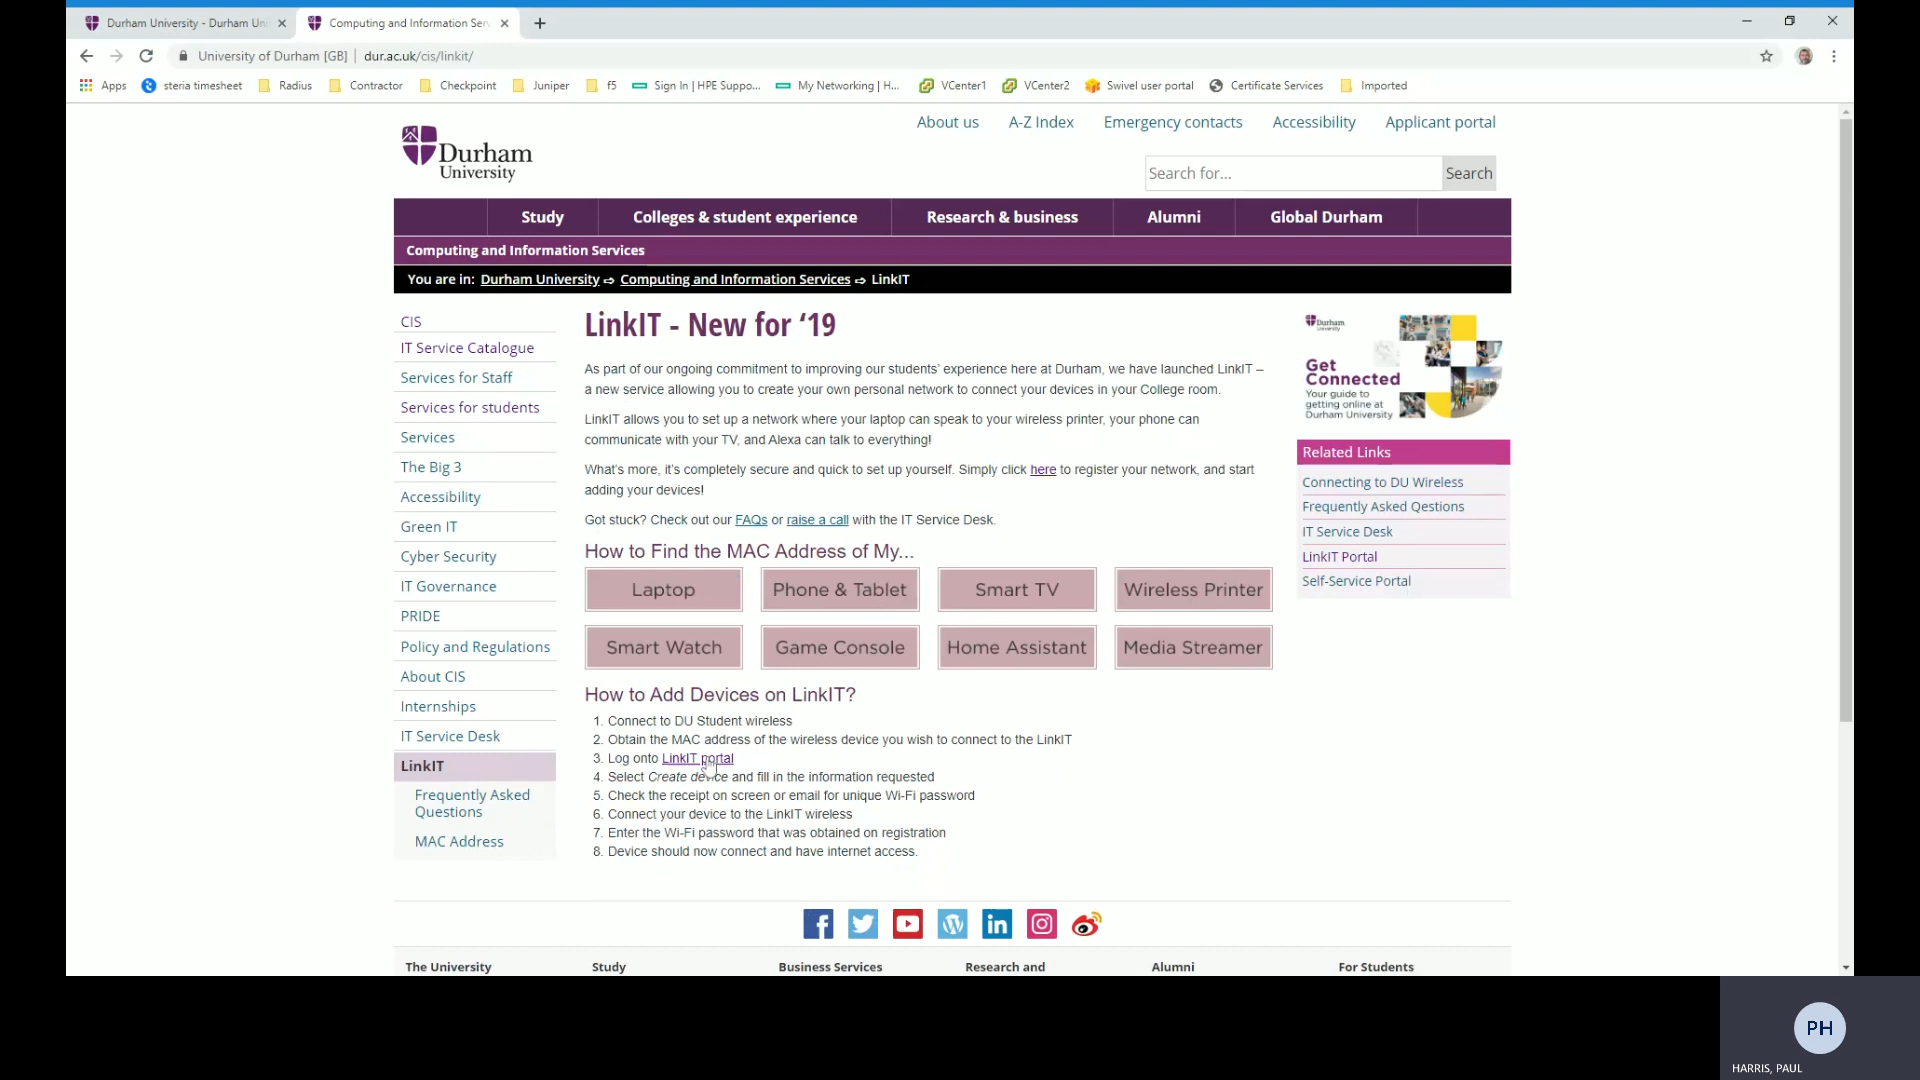 Durham University - Durham Un
Computing and Information Ser
University of Durham [GB] | dur.ac.uk/cis/linkit/
Apps
steria timesheet
Radius
Contractor
Checkpoint
Juniper
f5
Sign In | HPE Suppo...
My Networking | H...
VCenter1
VCenter2
Swivel user portal
Certificate Services
Imported
About us
A-Z Index
Emergency contacts
Accessibility
Applicant portal
Durham
University
Search for...
Search
Study
Colleges & student experience
Research & business
Alumni
Global Durham
Computing and Information Services
You are in: Durham University ⇨ Computing and Information Services ⇨ LinkIT
CIS
IT Service Catalogue
Services for Staff
Services for students
Services
The Big 3
Accessibility
Green IT
Cyber Security
IT Governance
PRIDE
Policy and Regulations
About CIS
Internships
IT Service Desk
LinkIT
Frequently Asked
Questions
MAC Address
LinkIT - New for ‘19
As part of our ongoing commitment to improving our students’ experience here at Durham, we have launched LinkIT –
a new service allowing you to create your own personal network to connect your devices in your College room.
LinkIT allows you to set up a network where your laptop can speak to your wireless printer, your phone can
communicate with your TV, and Alexa can talk to everything!
What’s more, it’s completely secure and quick to set up yourself. Simply click here to register your network, and start
adding your devices!
Got stuck? Check out our FAQs or raise a call with the IT Service Desk.
How to Find the MAC Address of My...
Laptop
Phone & Tablet
Smart TV
Wireless Printer
Smart Watch
Game Console
Home Assistant
Media Streamer
How to Add Devices on LinkIT?
1. Connect to DU Student wireless
2. Obtain the MAC address of the wireless device you wish to connect to the LinkIT
3. Log onto LinkIT portal
4. Select Create device and fill in the information requested
5. Check the receipt on screen or email for unique Wi-Fi password
6. Connect your device to the LinkIT wireless
7. Enter the Wi-Fi password that was obtained on registration
8. Device should now connect and have internet access.
Durham
University
Get
Connected
Your guide to
getting online at
Durham University
Related Links
Connecting to DU Wireless
Frequently Asked Qestions
IT Service Desk
LinkIT Portal
Self-Service Portal
The University
Study
Business Services
Research and
Alumni
For Students
PH
HARRIS, PAUL